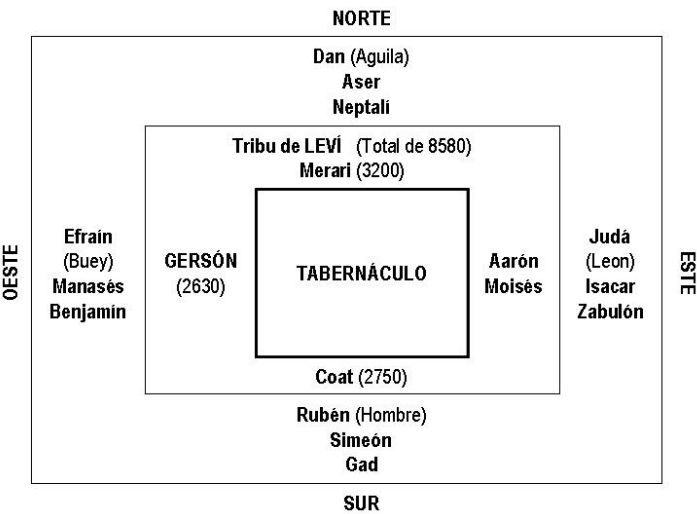 NORTE
Dan (Aguila)
Aser
Neptalí
Tribu de LEVÍ (Total de 8580)
Merari (3200)
OESTE
Efraín
(Buey)
Manasés
Benjamín
GERSÓN
(2630)
TABERNÁCULO
Aarón
Moisés
Judá
(Leon)
Isacar
Zabulón
ESTE
Coat (2750)
Rubén (Hombre)
Simeón
Gad
SUR